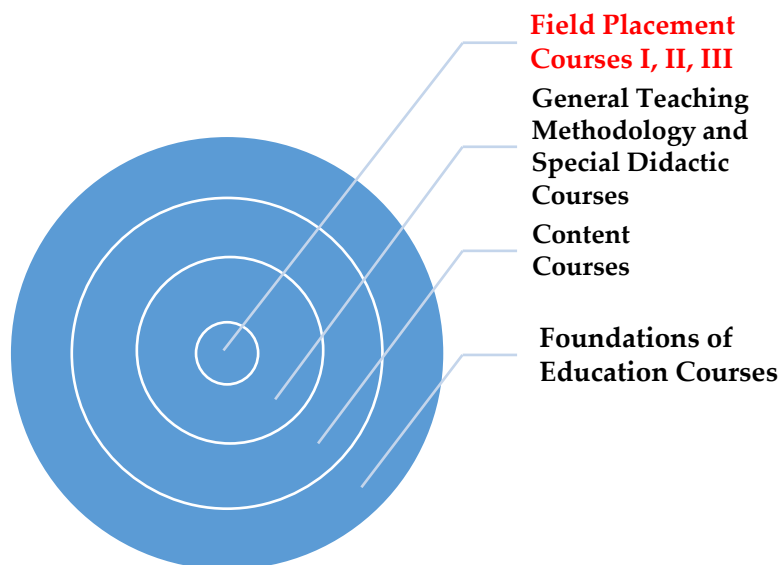 Field Placement
Courses I, II, III
General Teaching
Methodology and
Special Didactic
Courses
Content
Courses
Foundations of
Education Courses